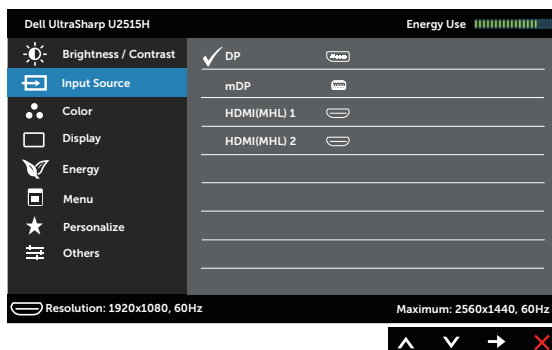 Dell UltraSharp U2515H Energy Use
Brightness / Contrast DP
Input Source mDP
Color HDMI(MHL) 1
Display HDMI(MHL) 2
Energy
Menu
Personalize
Others
Resolution: 1920x1080, 60Hz Maximum: 2560x1440, 60Hz